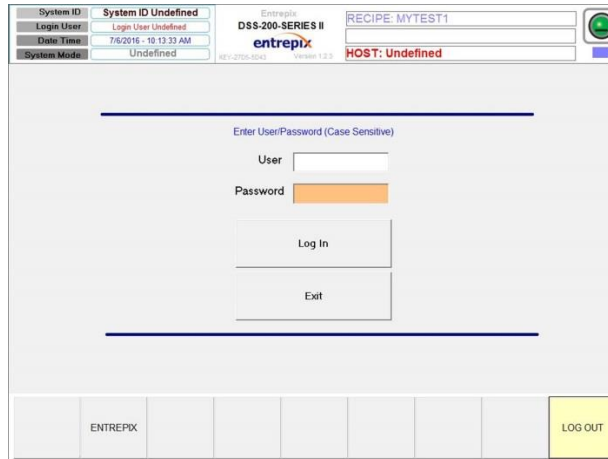 System ID
System ID Undefined
Login User
Login User Undefined
Date Time
7/6/2016 - 10:13:33 AM
System Mode
Undefined
Entrepix
DSS-200-SERIES II
entrepix
Version 1.2.5
RECIPE: MYTEST1
HOST: Undefined
Enter User/Password (Case Sensitive)
User
Password
Log In
Exit
ENTREPIX
LOG OUT